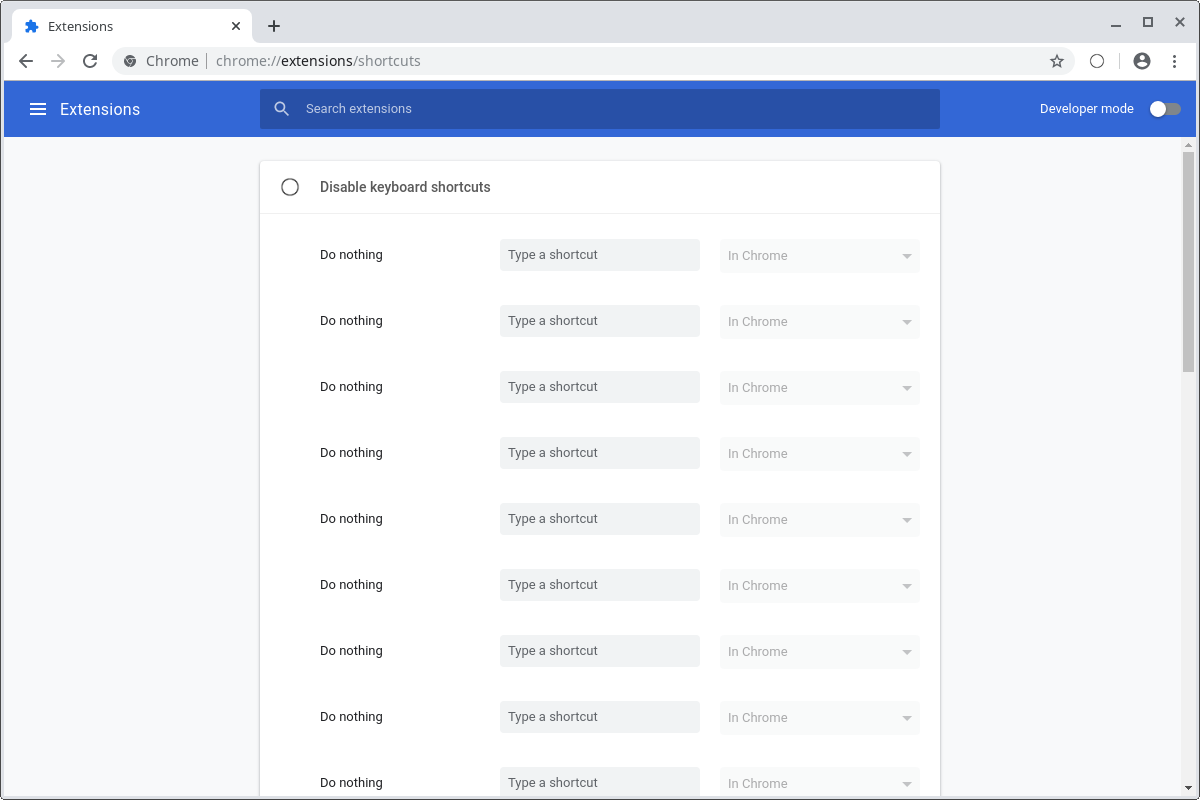 Extensions
Chrome chrome://extensions/shortcuts
Extensions Search extensions Developer mode
Disable keyboard shortcuts
Do nothing Type a shortcut In Chrome
Do nothing Type a shortcut In Chrome
Do nothing Type a shortcut In Chrome
Do nothing Type a shortcut In Chrome
Do nothing Type a shortcut In Chrome
Do nothing Type a shortcut In Chrome
Do nothing Type a shortcut In Chrome
Do nothing Type a shortcut In Chrome
Do nothing Type a shortcut In Chrome